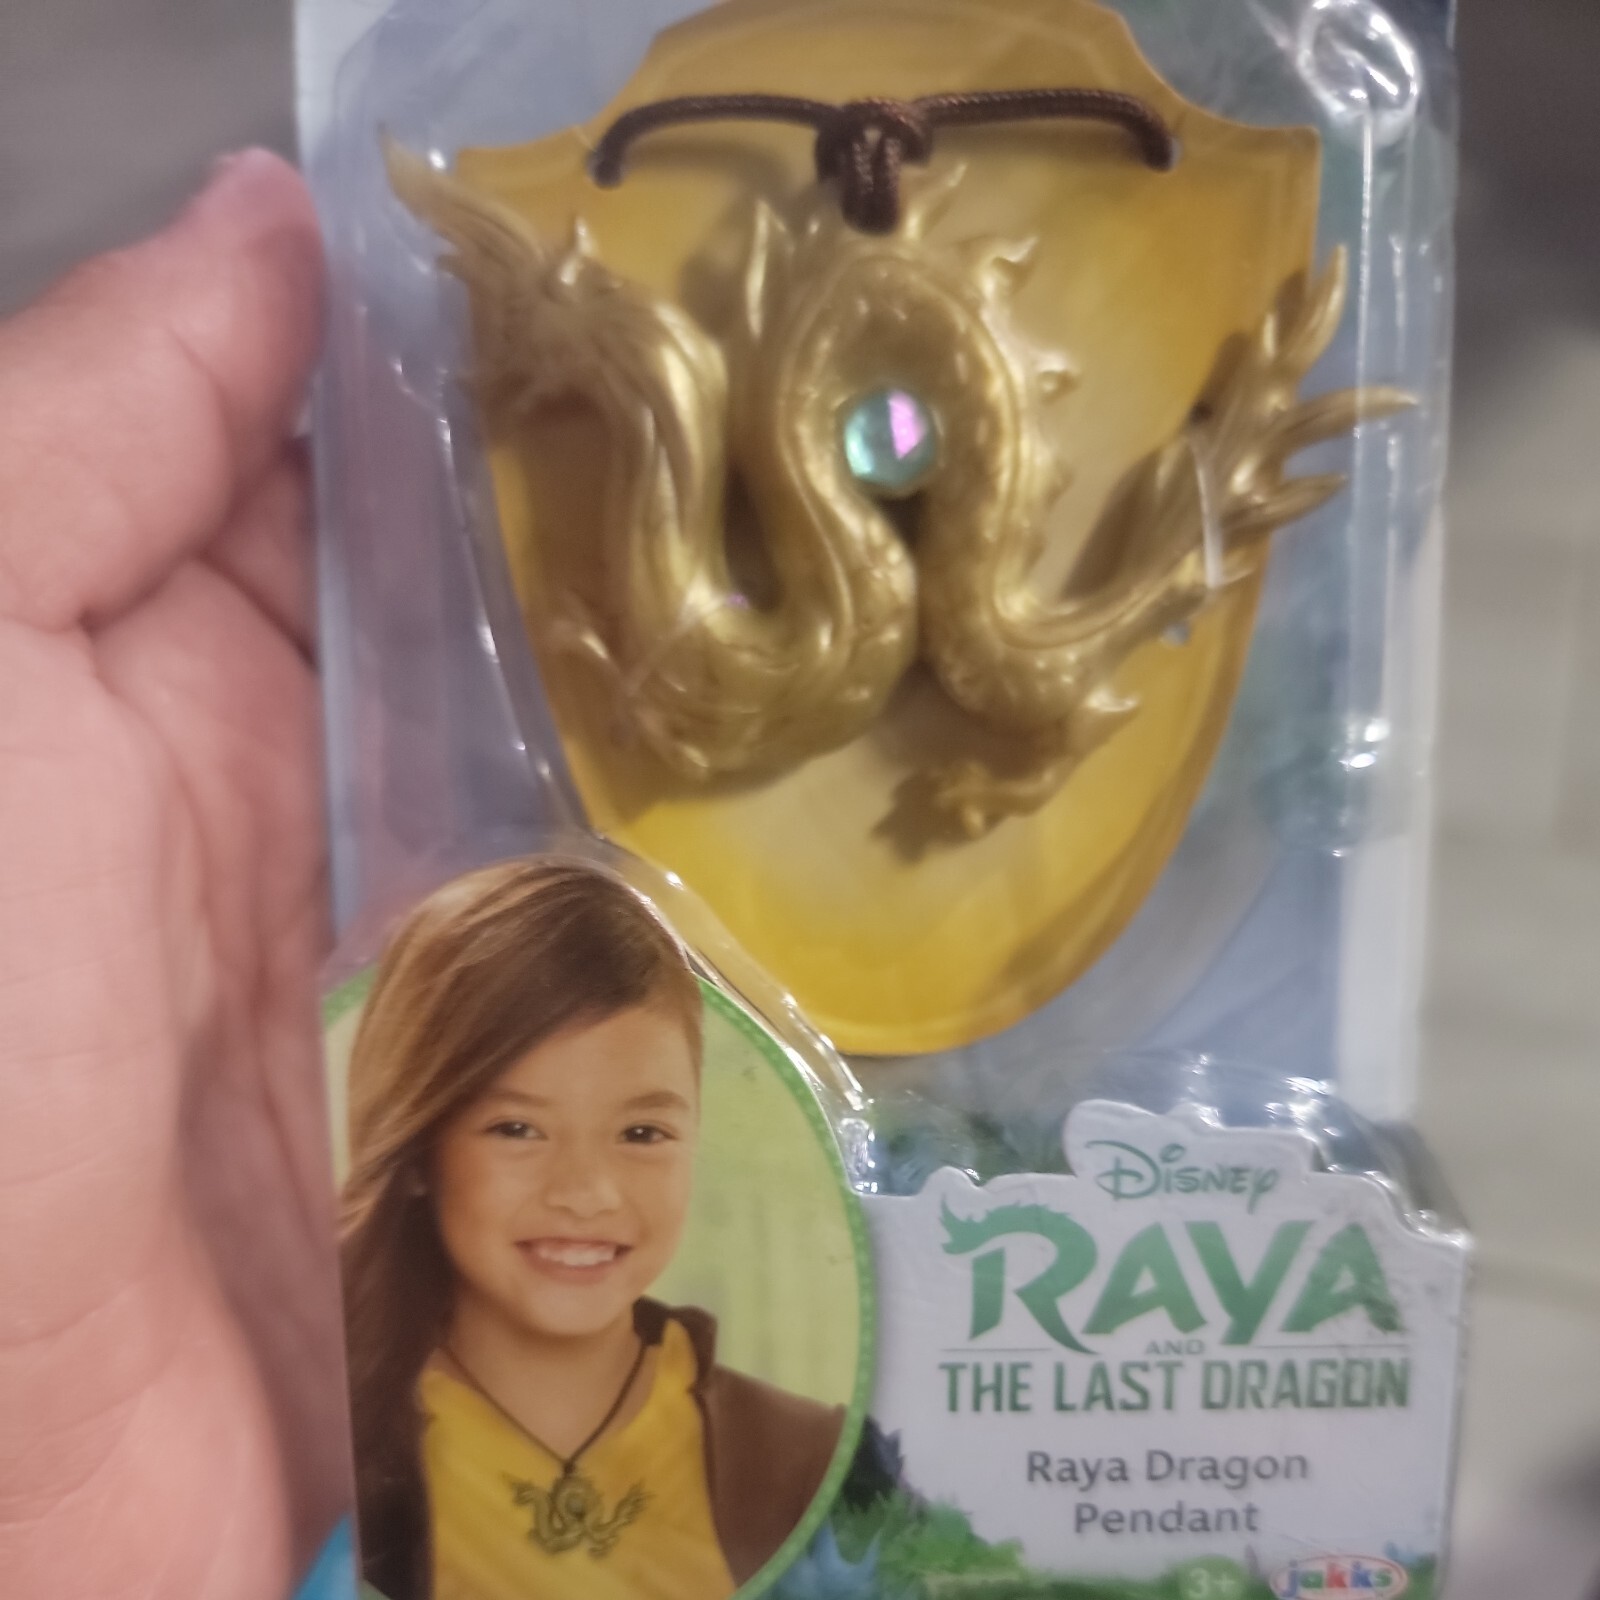 Disney
RAYA
AND
THE LAST DRAGON
Raya Dragon
Pendant
3+
jakks